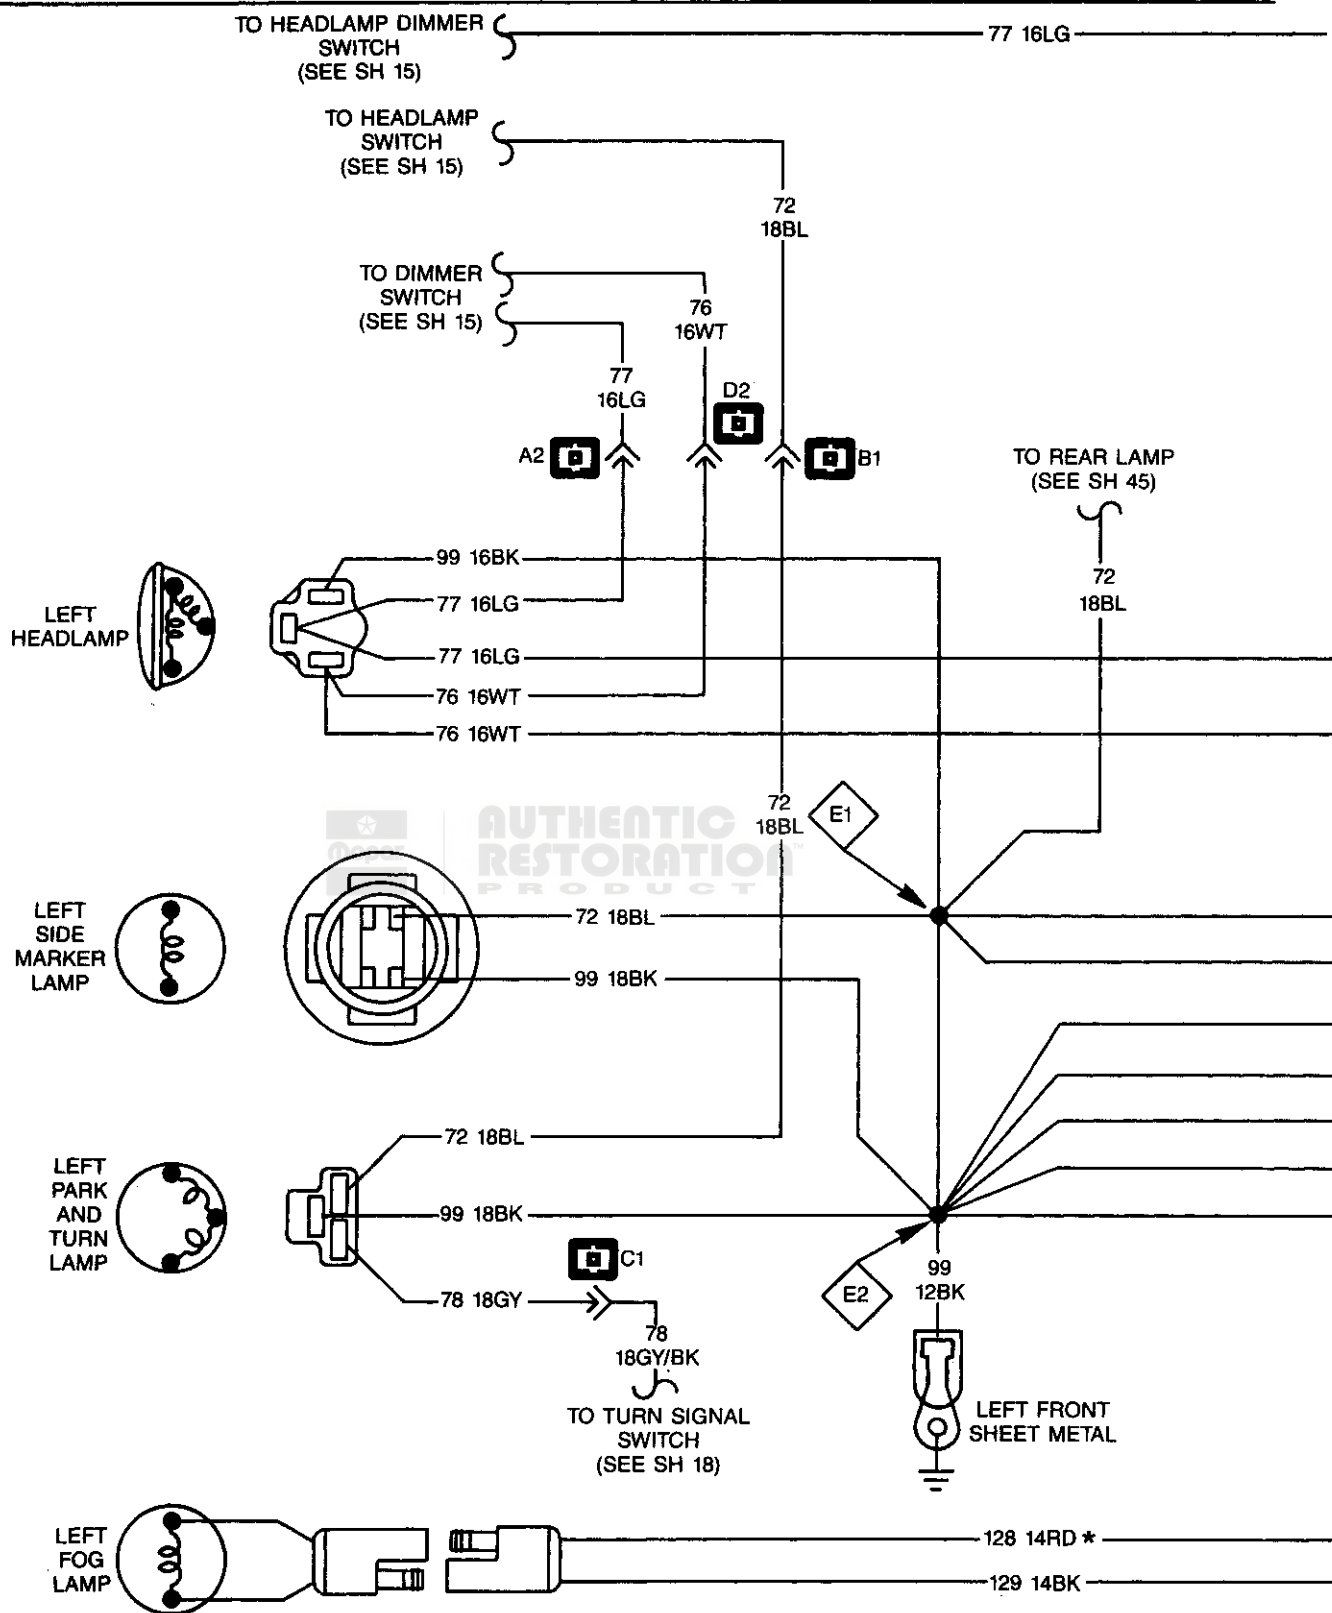 TO HEADLAMP DIMMER
SWITCH
(SEE SH 15)
77 16LG
TO HEADLAMP
SWITCH
(SEE SH 15)
72
18BL
TO DIMMER
SWITCH
(SEE SH 15)
76
16WT
77
16LG
D2
A2
B1
TO REAR LAMP
(SEE SH 45)
72
18BL
99 16BK
77 16LG
LEFT
HEADLAMP
77 16LG
76 16WT
76 16WT
72
18BL
E1
Mopar
AUTHENTIC
RESTORATION™
PRODUCT
LEFT
SIDE
MARKER
LAMP
72 18BL
99 18BK
72 18BL
LEFT
PARK
AND
TURN
LAMP
99 18BK
C1
78 18GY
E2
99
12BK
78
18GY/BK
TO TURN SIGNAL
SWITCH
(SEE SH 18)
LEFT FRONT
SHEET METAL
LEFT
FOG
LAMP
128 14RD *
129 14BK